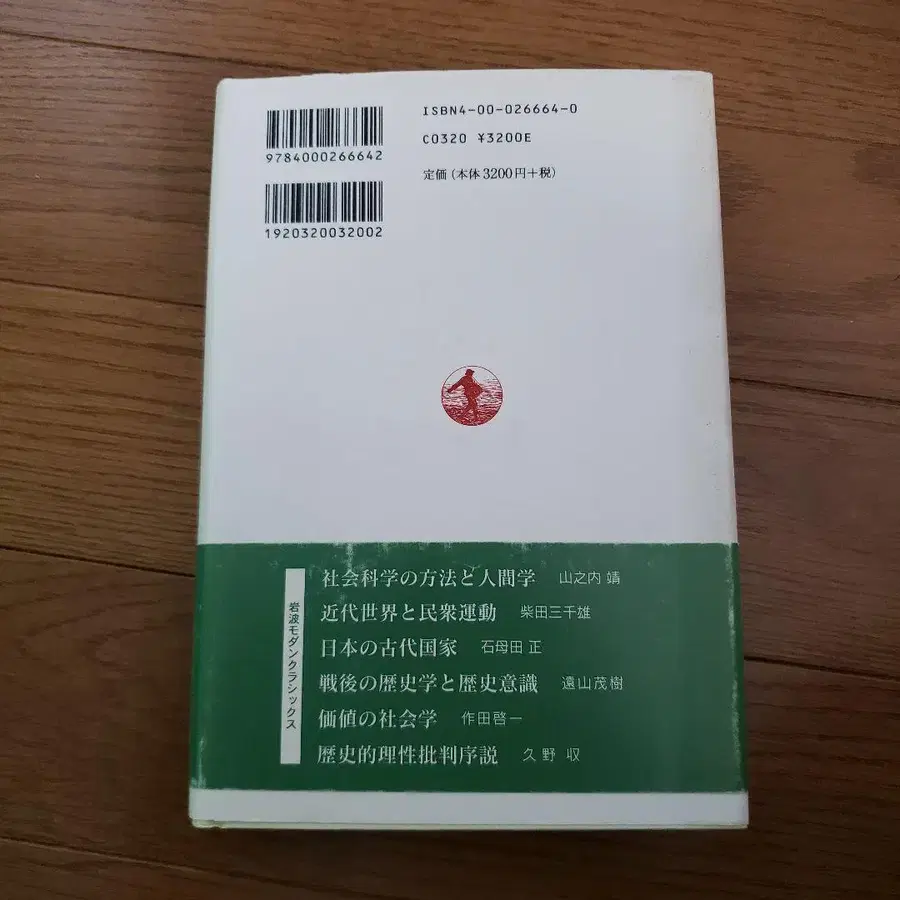 ISBN4-00-026664-0
C0320 ¥3200E
定価(本体3200円+税)
9784000266642
1920320032002
岩波モダンクラシックス
社会科学の方法と人間学 山之内 靖
近代世界と民衆運動 柴田三千雄
日本の古代国家 石母田 正
戦後の歴史学と歴史意識 遠山茂樹
価値の社会学 作田啓一
歴史的理性批判序説 久野 収